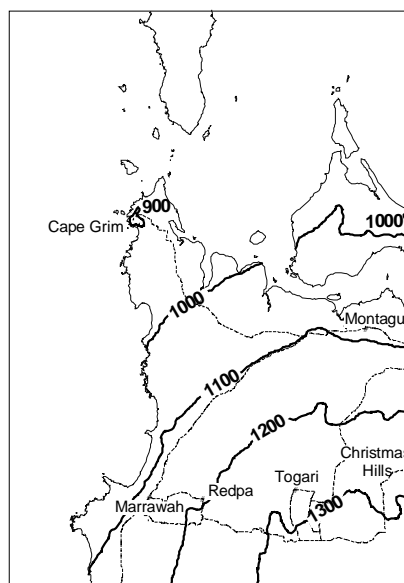 900
Cape Grim
1000
1000
Montagu
1100
1200
Christmas
Hills
Togari
Redpa
Marrawah
1300